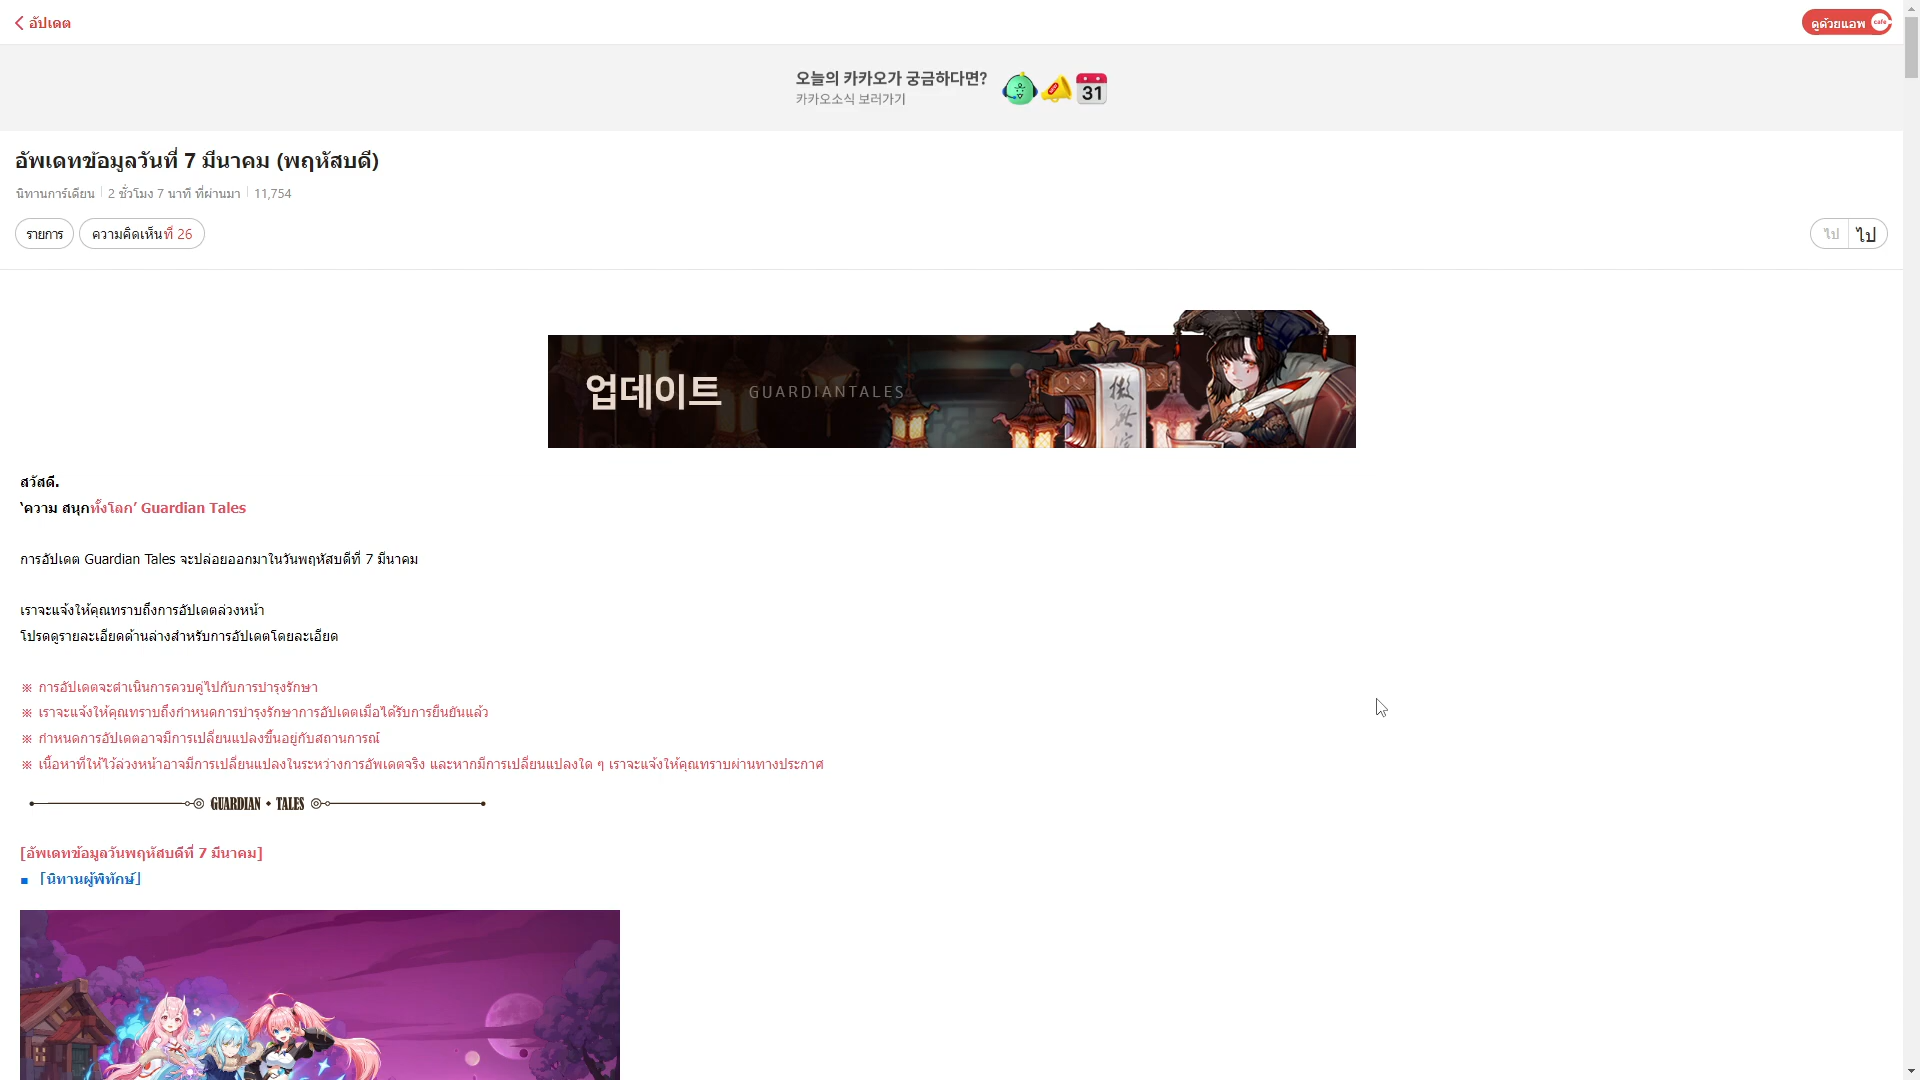 อัปเดต
ดูด้วยแอพ cafe
오늘의 카카오가 궁금하다면?
카카오소식 보러가기
31
อัพเดทข้อมูลวันที่ 7 มีนาคม (พฤหัสบดี)
นิทานการ์เดียน 2 ชั่วโมง 7 นาที ที่ผ่านมา 11,754
รายการ ความคิดเห็นที่ 26
ไป ไป
업데이트 GUARDIANTALES
สวัสดี.
‘ความ สนุกทั้งโลก’ Guardian Tales
การอัปเดต Guardian Tales จะปล่อยออกมาในวันพฤหัสบดีที่ 7 มีนาคม
เราจะแจ้งให้คุณทราบถึงการอัปเดตล่วงหน้า
โปรดดูรายละเอียดด้านล่างสำหรับการอัปเดตโดยละเอียด
※ การอัปเดตจะดำเนินการควบคู่ไปกับการบำรุงรักษา
※ เราจะแจ้งให้คุณทราบถึงกำหนดการบำรุงรักษาการอัปเดตเมื่อได้รับการยืนยันแล้ว
※ กำหนดการอัปเดตอาจมีการเปลี่ยนแปลงขึ้นอยู่กับสถานการณ์
※ เนื้อหาที่ให้ไว้ล่วงหน้าอาจมีการเปลี่ยนแปลงในระหว่างการอัพเดตจริง และหากมีการเปลี่ยนแปลงใด ๆ เราจะแจ้งให้คุณทราบผ่านทางประกาศ
GUARDIAN • TALES
[อัพเดทข้อมูลวันพฤหัสบดีที่ 7 มีนาคม]
■ 「นิทานผู้พิทักษ์」